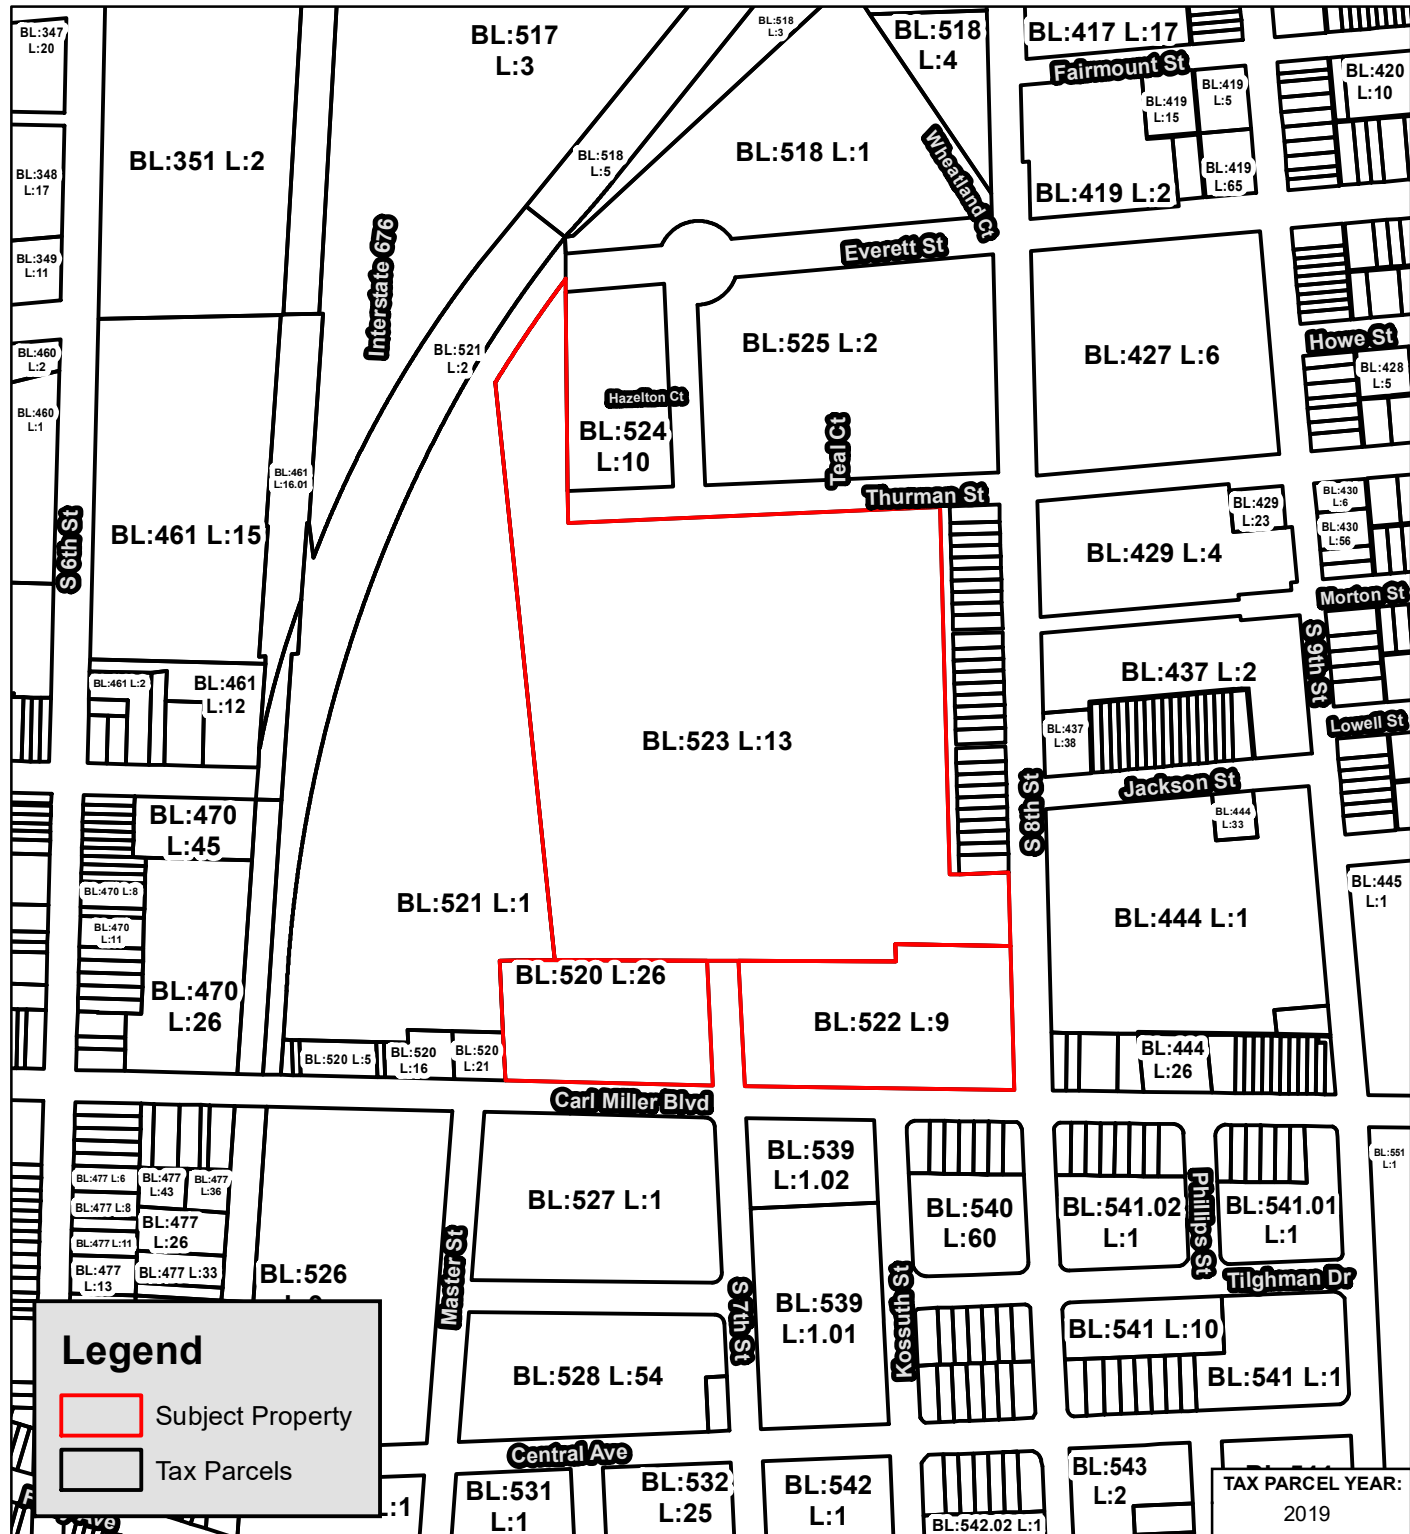 BL:347
L:20
BL:517
L:3
BL:518
L:3
BL:518
L:4
BL:417 L:17
Fairmount St
BL:420
L:10
BL:419
L:15
BL:419
L:5
BL:351 L:2
BL:518
L:5
BL:518 L:1
Wheatland Ct
BL:419
L:65
BL:419 L:2
BL:348
L:17
BL:349
L:11
Interstate 676
Everett St
BL:460
L:2
BL:460
L:1
BL:521
L:2
BL:525 L:2
BL:427 L:6
Howe St
BL:428
L:5
Hazelton Ct
BL:524
L:10
Teal Ct
BL:461
L:16.01
Thurman St
BL:429
L:23
BL:430
L:6
BL:430
L:56
S 6th St
BL:461 L:15
BL:429 L:4
Morton St
BL:461 L:2
BL:461
L:12
BL:437 L:2
S 9th St
BL:437
L:38
Lowell St
BL:523 L:13
Jackson St
S 8th St
BL:444
L:33
BL:470
L:45
BL:470 L:8
BL:470
L:11
BL:521 L:1
BL:444 L:1
BL:445
L:1
BL:470
L:26
BL:520 L:26
BL:522 L:9
BL:520 L:5
BL:520
L:16
BL:520
L:21
BL:444
L:26
Carl Miller Blvd
BL:477 L:6
BL:477
L:43
BL:477
L:36
BL:477 L:8
BL:477
L:26
BL:477 L:11
BL:477
L:13
BL:477 L:33
BL:526
BL:527 L:1
BL:539
L:1.02
BL:540
L:60
BL:541.02
L:1
Phillips St
BL:541.01
L:1
BL:551
L:1
Master St
S 7th St
BL:539
L:1.01
Kossuth St
Tilghman Dr
BL:541 L:10
BL:541 L:1
BL:528 L:54
Central Ave
BL:531
L:1
BL:532
L:25
BL:542
L:1
BL:542.02 L:1
BL:543
L:2
L:1
Ave
Legend
Subject Property
Tax Parcels
TAX PARCEL YEAR:
2019